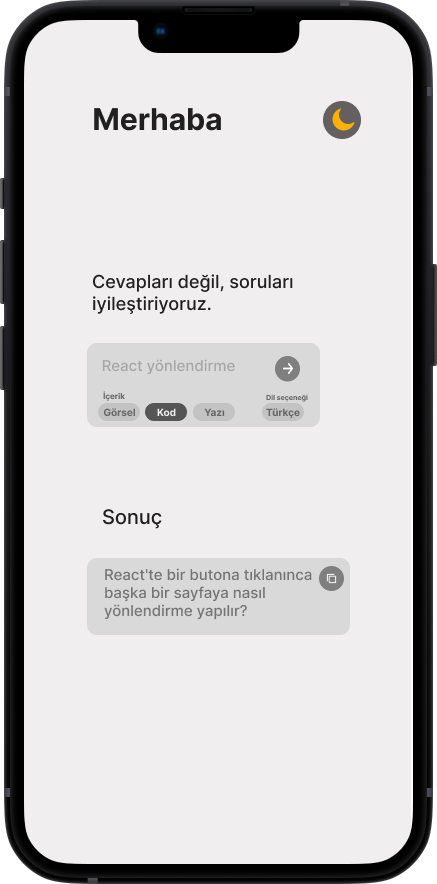 Merhaba
Cevapları değil, soruları
iyileştiriyoruz.
React yönlendirme
İçerik
Dil seçeneği
Görsel
Kod
Yazı
Türkçe
Sonuç
React'te bir butona tıklanınca
başka bir sayfaya nasıl
yönlendirme yapılır?